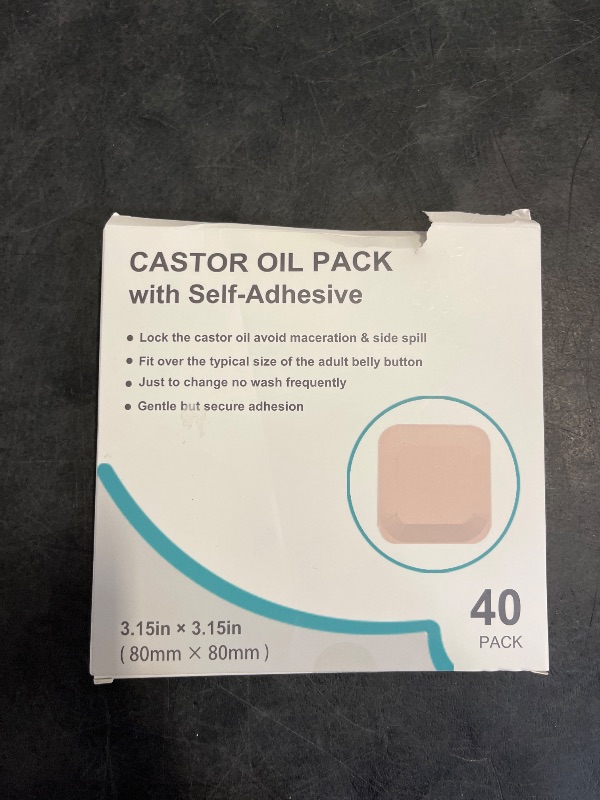 CASTOR OIL PACK
with Self-Adhesive
● Lock the castor oil avoid maceration & side spill
● Fit over the typical size of the adult belly button
● Just to change no wash frequently
● Gentle but secure adhesion
3.15in × 3.15in
( 80mm × 80mm )
40
PACK